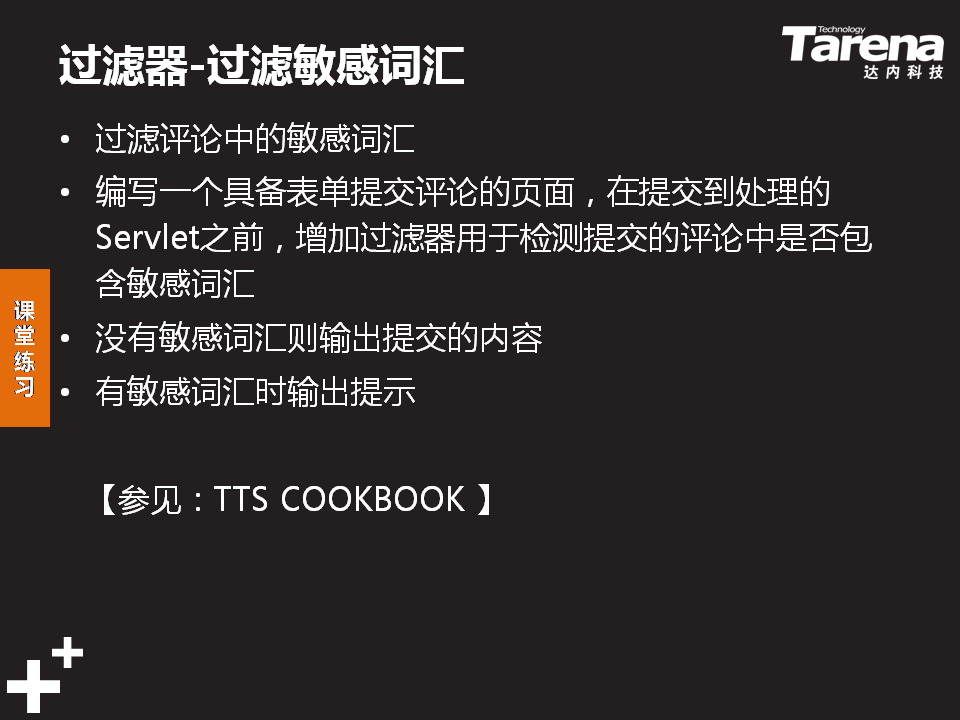 过滤器-过滤敏感词汇
Technology
Tarena
达内科技
• 过滤评论中的敏感词汇
• 编写一个具备表单提交评论的页面，在提交到处理的
Servlet之前，增加过滤器用于检测提交的评论中是否包
含敏感词汇
• 没有敏感词汇则输出提交的内容
• 有敏感词汇时输出提示
课堂练习
【参见：TTS COOKBOOK 】